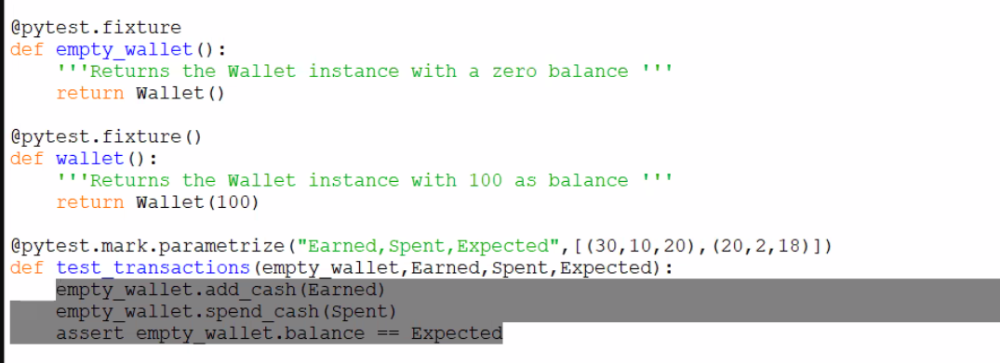 @pytest.fixture
def empty_wallet():
    '''Returns the Wallet instance with a zero balance '''
    return Wallet()
@pytest.fixture()
def wallet():
    '''Returns the Wallet instance with 100 as balance '''
    return Wallet(100)
@pytest.mark.parametrize("Earned,Spent,Expected",[(30,10,20),(20,2,18)])
def test_transactions(empty_wallet,Earned,Spent,Expected):
    empty_wallet.add_cash(Earned)
    empty_wallet.spend_cash(Spent)
    assert empty_wallet.balance == Expected